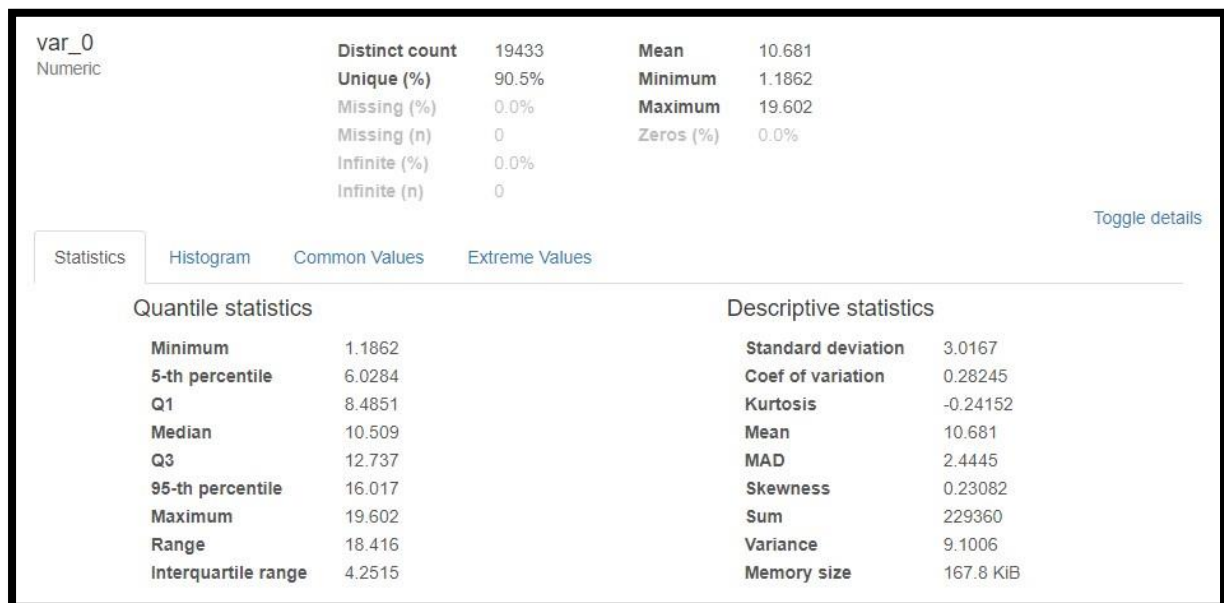 var_0
Numeric
Distinct count 19433
Unique (%) 90.5%
Missing (%) 0.0%
Missing (n) 0
Infinite (%) 0.0%
Infinite (n) 0
Mean 10.681
Minimum 1.1862
Maximum 19.602
Zeros (%) 0.0%
Toggle details
Statistics Histogram Common Values Extreme Values
Quantile statistics
Minimum 1.1862
5-th percentile 6.0284
Q1 8.4851
Median 10.509
Q3 12.737
95-th percentile 16.017
Maximum 19.602
Range 18.416
Interquartile range 4.2515
Descriptive statistics
Standard deviation 3.0167
Coef of variation 0.28245
Kurtosis -0.24152
Mean 10.681
MAD 2.4445
Skewness 0.23082
Sum 229360
Variance 9.1006
Memory size 167.8 KiB